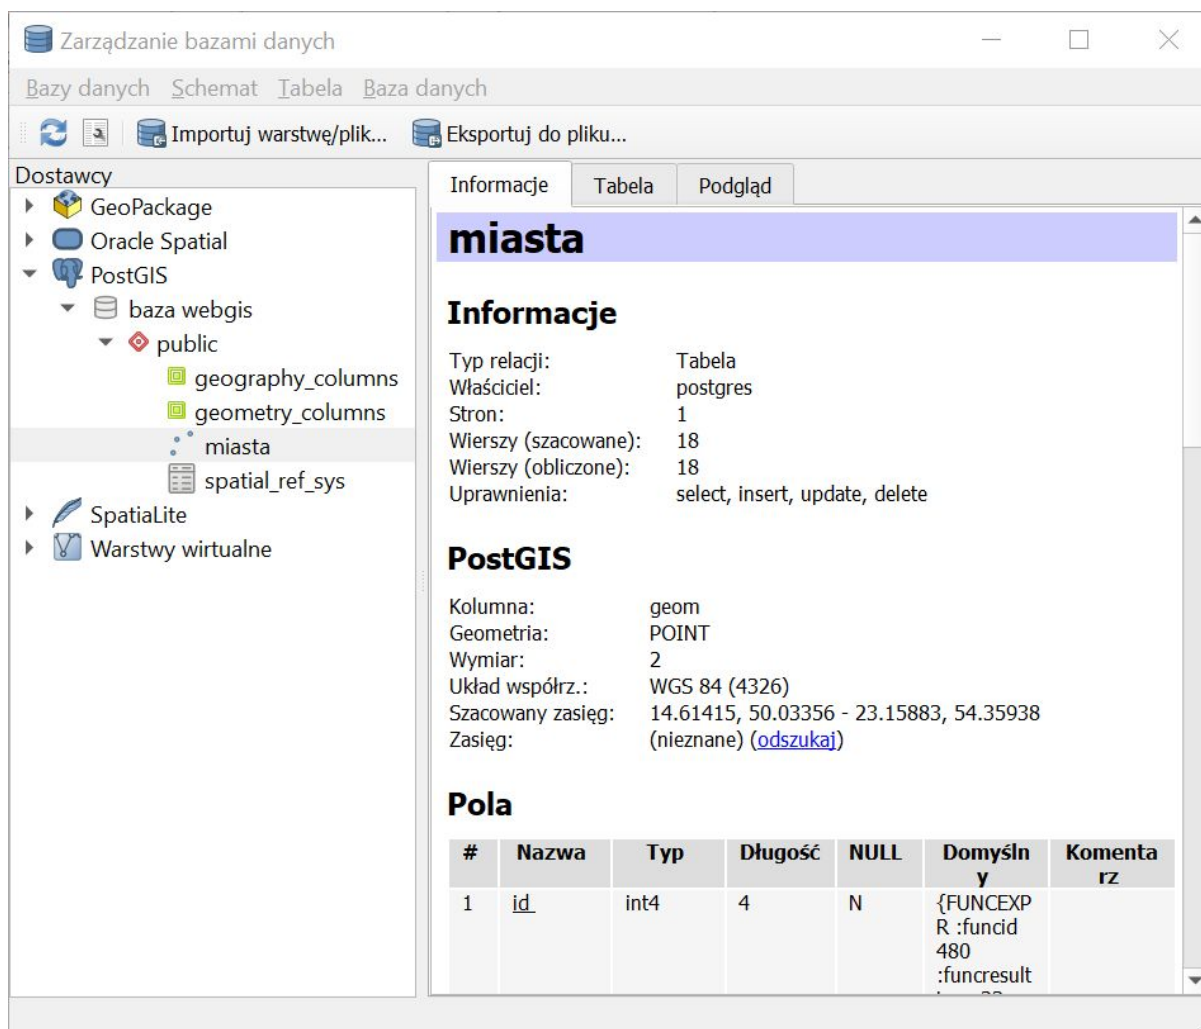 Zarządzanie bazami danych
Bazy danych Schemat Tabela Baza danych
Importuj warstwę/plik... Eksportuj do pliku...
Dostawcy
GeoPackage
Oracle Spatial
PostGIS
baza webgis
public
geography_columns
geometry_columns
miasta
spatial_ref_sys
SpatiaLite
Warstwy wirtualne
Informacje Tabela Podgląd
miasta
Informacje
Typ relacji: Tabela
Właściciel: postgres
Stron: 1
Wierszy (szacowane): 18
Wierszy (obliczone): 18
Uprawnienia: select, insert, update, delete
PostGIS
Kolumna: geom
Geometria: POINT
Wymiar: 2
Układ współrz.: WGS 84 (4326)
Szacowany zasięg: 14.61415, 50.03356 - 23.15883, 54.35938
Zasięg: (nieznane) (odszukaj)
Pola
# Nazwa Typ Długość NULL Domyśln
y
Komenta
rz
1 id int4 4 N {FUNCEXP
R :funcid
480
:funcresult